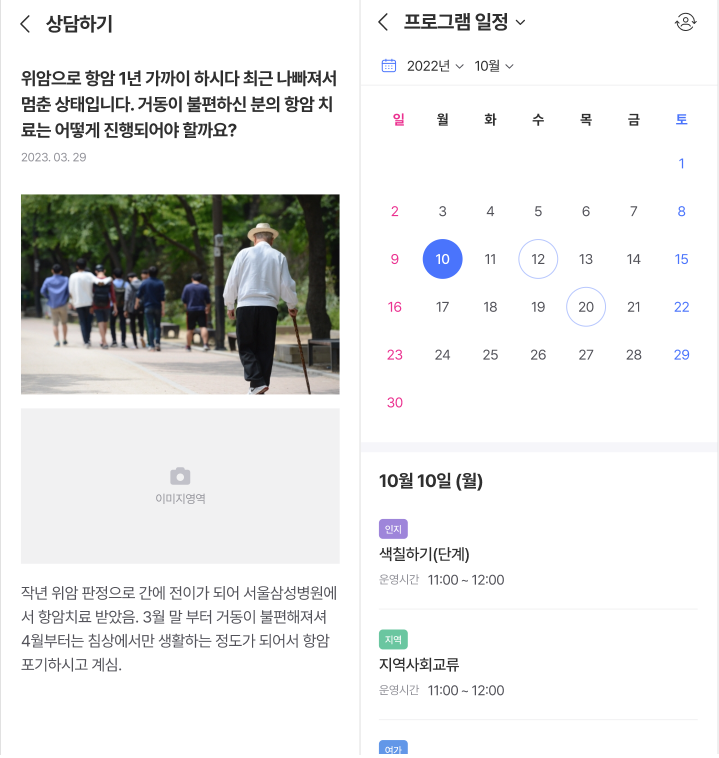 상담하기
위암으로 항암 1년 가까이 하시다 최근 나빠져서
멈춘 상태입니다. 거동이 불편하신 분의 항암 치
료는 어떻게 진행되어야 할까요?
2023. 03. 29
이미지영역
작년 위암 판정으로 간에 전이가 되어 서울삼성병원에
서 항암치료 받았음. 3월 말 부터 거동이 불편해져셔
4월부터는 침상에서만 생활하는 정도가 되어서 항암
포기하시고 계심.
프로그램 일정
2022년 10월
일 월 화 수 목 금 토
1
2 3 4 5 6 7 8
9 10 11 12 13 14 15
16 17 18 19 20 21 22
23 24 25 26 27 28 29
30
10월 10일 (월)
인지
색칠하기(단계)
운영시간 11:00 ~ 12:00
지역
지역사회교류
운영시간 11:00 ~ 12:00
여가